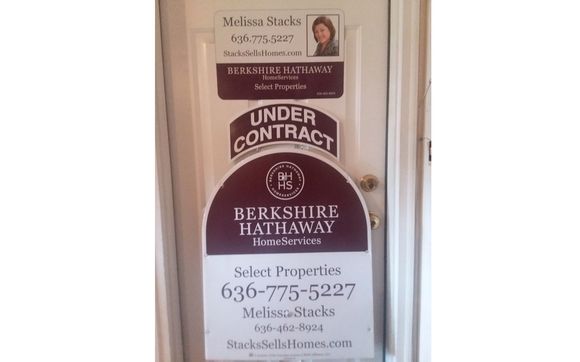 Melissa Stacks
636.775.5227
StacksSellsHomes.com
BERKSHIRE HATHAWAY
HomeServices
Select Properties
UNDER
CONTRACT
BH
HS
BERKSHIRE
HATHAWAY
HomeServices
Select Properties
636-775-5227
Melissa Stacks
636-462-8924
StacksSellsHomes.com